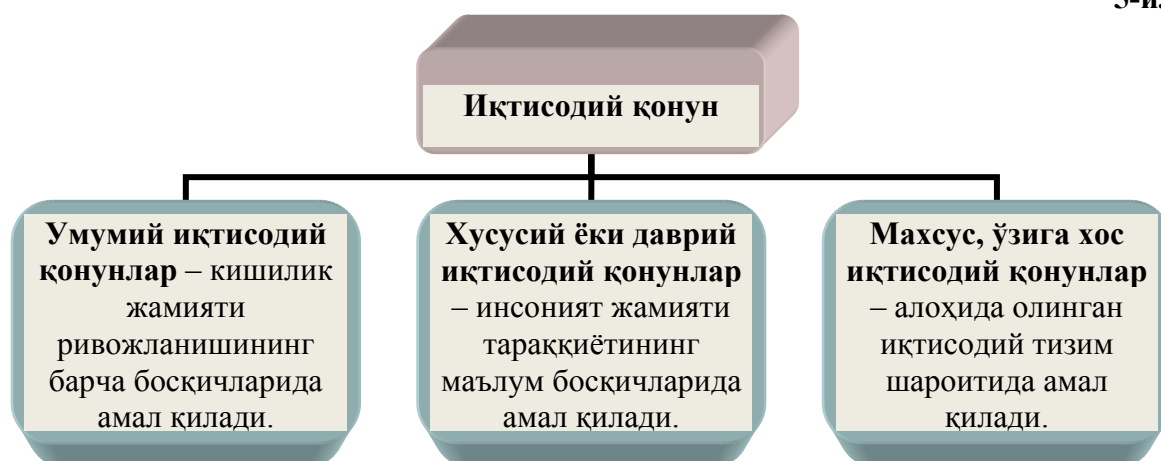 Иқтисодий қонун
Умумий иқтисодий
қонунлар – кишилик
жамияти
ривожланишининг
барча босқичларида
амал қилади.
Хусусий ёки даврий
иқтисодий қонунлар
– инсоният жамияти
тараққиётининг
маълум босқичларида
амал қилади.
Махсус, ўзига хос
иқтисодий қонунлар
– алоҳида олинган
иқтисодий тизим
шароитида амал
қилади.